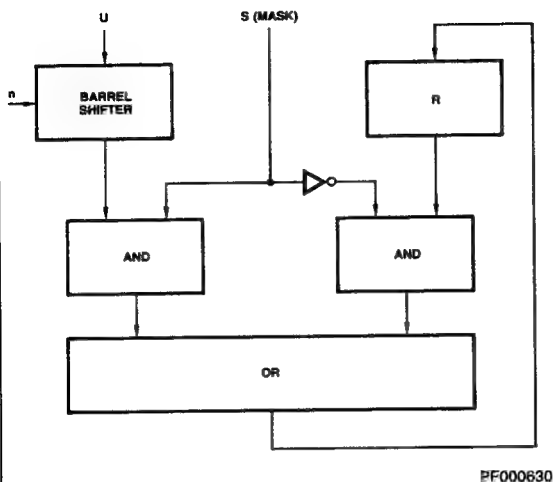 U
S (MASK)
n
BARREL
SHIFTER
R
AND
AND
OR
PF000630